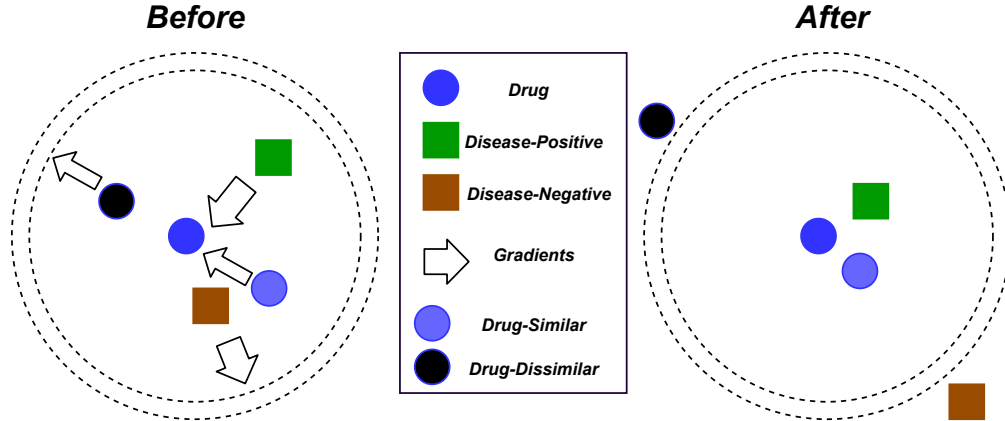 Before
After
Drug
Disease-Positive
Disease-Negative
Gradients
Drug-Similar
Drug-Dissimilar